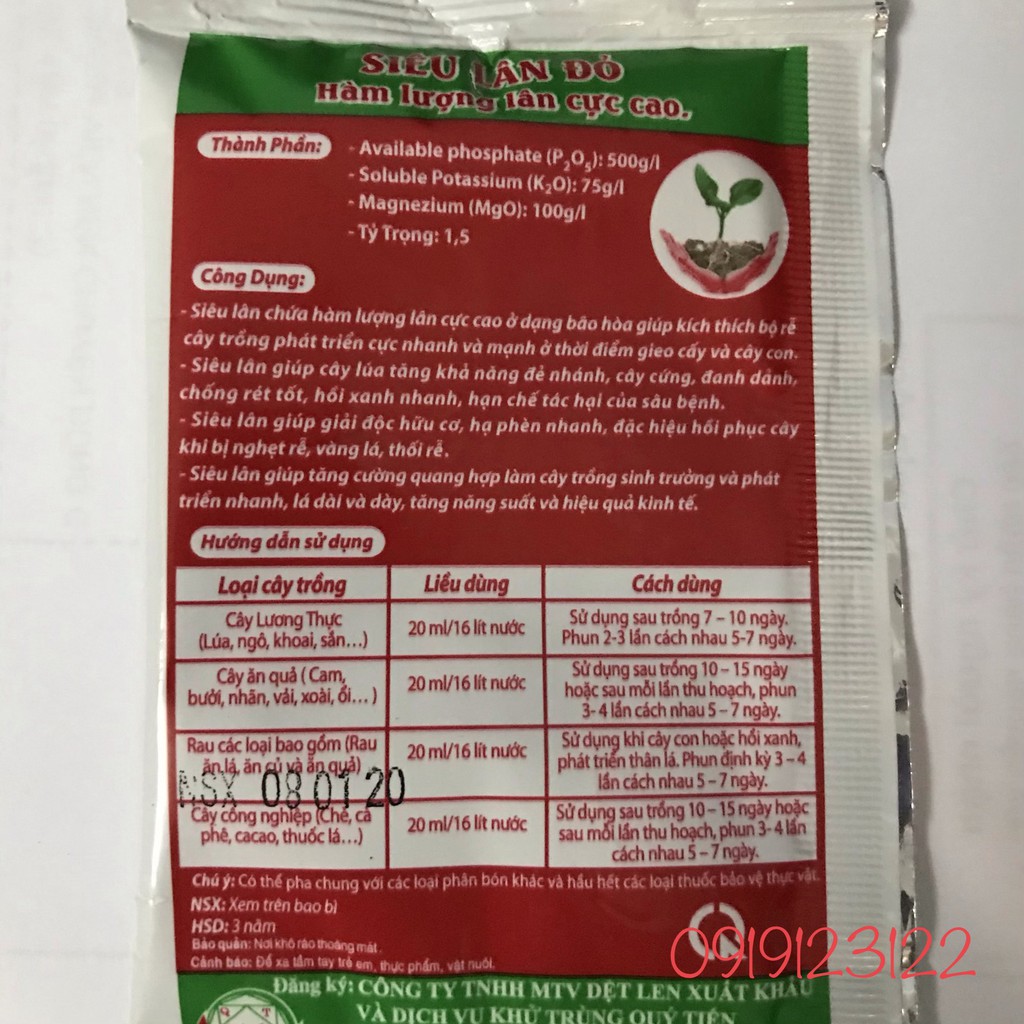 SIÊU LÂN ĐỎ
Hàm lượng lân cực cao.
Thành Phần:
- Available phosphate (P₂O₅): 500g/l
- Soluble Potassium (K₂O): 75g/l
- Magnezium (MgO): 100g/l
- Tỷ Trọng: 1,5
Công Dụng:
- Siêu lân chứa hàm lượng lân cực cao ở dạng bão hòa giúp kích thích bộ rễ
cây trồng phát triển cực nhanh và mạnh ở thời điểm gieo cấy và cây con.
- Siêu lân giúp cây lúa tăng khả năng đẻ nhánh, cây cứng, đanh dảnh,
chống rét tốt, hồi xanh nhanh, hạn chế tác hại của sâu bệnh.
- Siêu lân giúp giải độc hữu cơ, hạ phèn nhanh, đặc hiệu hồi phục cây
khi bị nghẹt rễ, vàng lá, thối rễ.
- Siêu lân giúp tăng cường quang hợp làm cây trồng sinh trưởng và phát
triển nhanh, lá dài và dày, tăng năng suất và hiệu quả kinh tế.
Hướng dẫn sử dụng
Loại cây trồng Liều dùng Cách dùng
Cây Lương Thực
(Lúa, ngô, khoai, sắn...)
20 ml/16 lít nước
Sử dụng sau trồng 7 – 10 ngày.
Phun 2-3 lần cách nhau 5-7 ngày.
Cây ăn quả ( Cam,
bưởi, nhãn, vải, xoài, ổi... )
20 ml/16 lít nước
Sử dụng sau trồng 10 – 15 ngày
hoặc sau mỗi lần thu hoạch, phun
3- 4 lần cách nhau 5 – 7 ngày.
Rau các loại bao gồm (Rau
ăn lá, ăn củ và ăn quả)
20 ml/16 lít nước
Sử dụng khi cây con hoặc hồi xanh,
phát triển thân lá. Phun định kỳ 3 – 4
lần cách nhau 5 – 7 ngày.
NSX 08 01 20
Cây công nghiệp (Chè, cà
phê, cacao, thuốc lá...)
20 ml/16 lít nước
Sử dụng sau trồng 10 – 15 ngày hoặc
sau mỗi lần thu hoạch, phun 3- 4 lần
cách nhau 5 – 7 ngày.
Chú ý: Có thể pha chung với các loại phân bón khác và hầu hết các loại thuốc bảo vệ thực vật.
NSX: Xem trên bao bì
HSD: 3 năm
Bảo quản: Nơi khô ráo thoáng mát.
Cảnh báo: Để xa tầm tay trẻ em, thực phẩm, vật nuôi.
0919123122
Đăng ký: CÔNG TY TNHH MTV DỆT LEN XUẤT KHẨU
VÀ DỊCH VỤ KHỬ TRÙNG QUÝ TIẾN
Q T